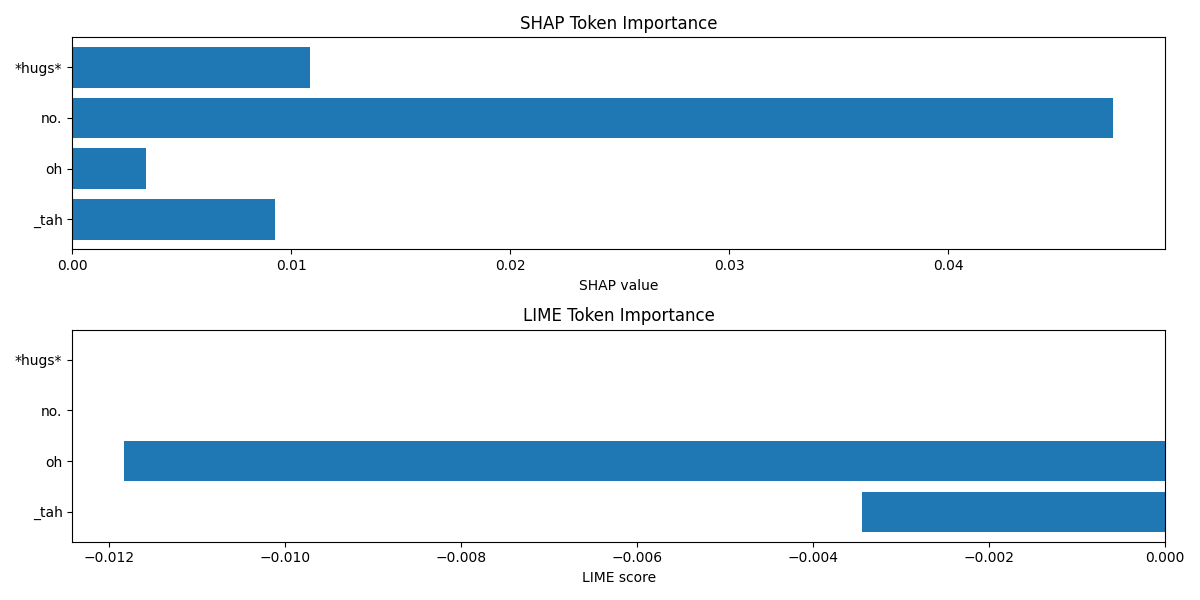 SHAP Token Importance
*hugs*
no.
oh
_tah
0.00 0.01 0.02 0.03 0.04
SHAP value
LIME Token Importance
*hugs*
no.
oh
_tah
−0.012 −0.010 −0.008 −0.006 −0.004 −0.002 0.000
LIME score